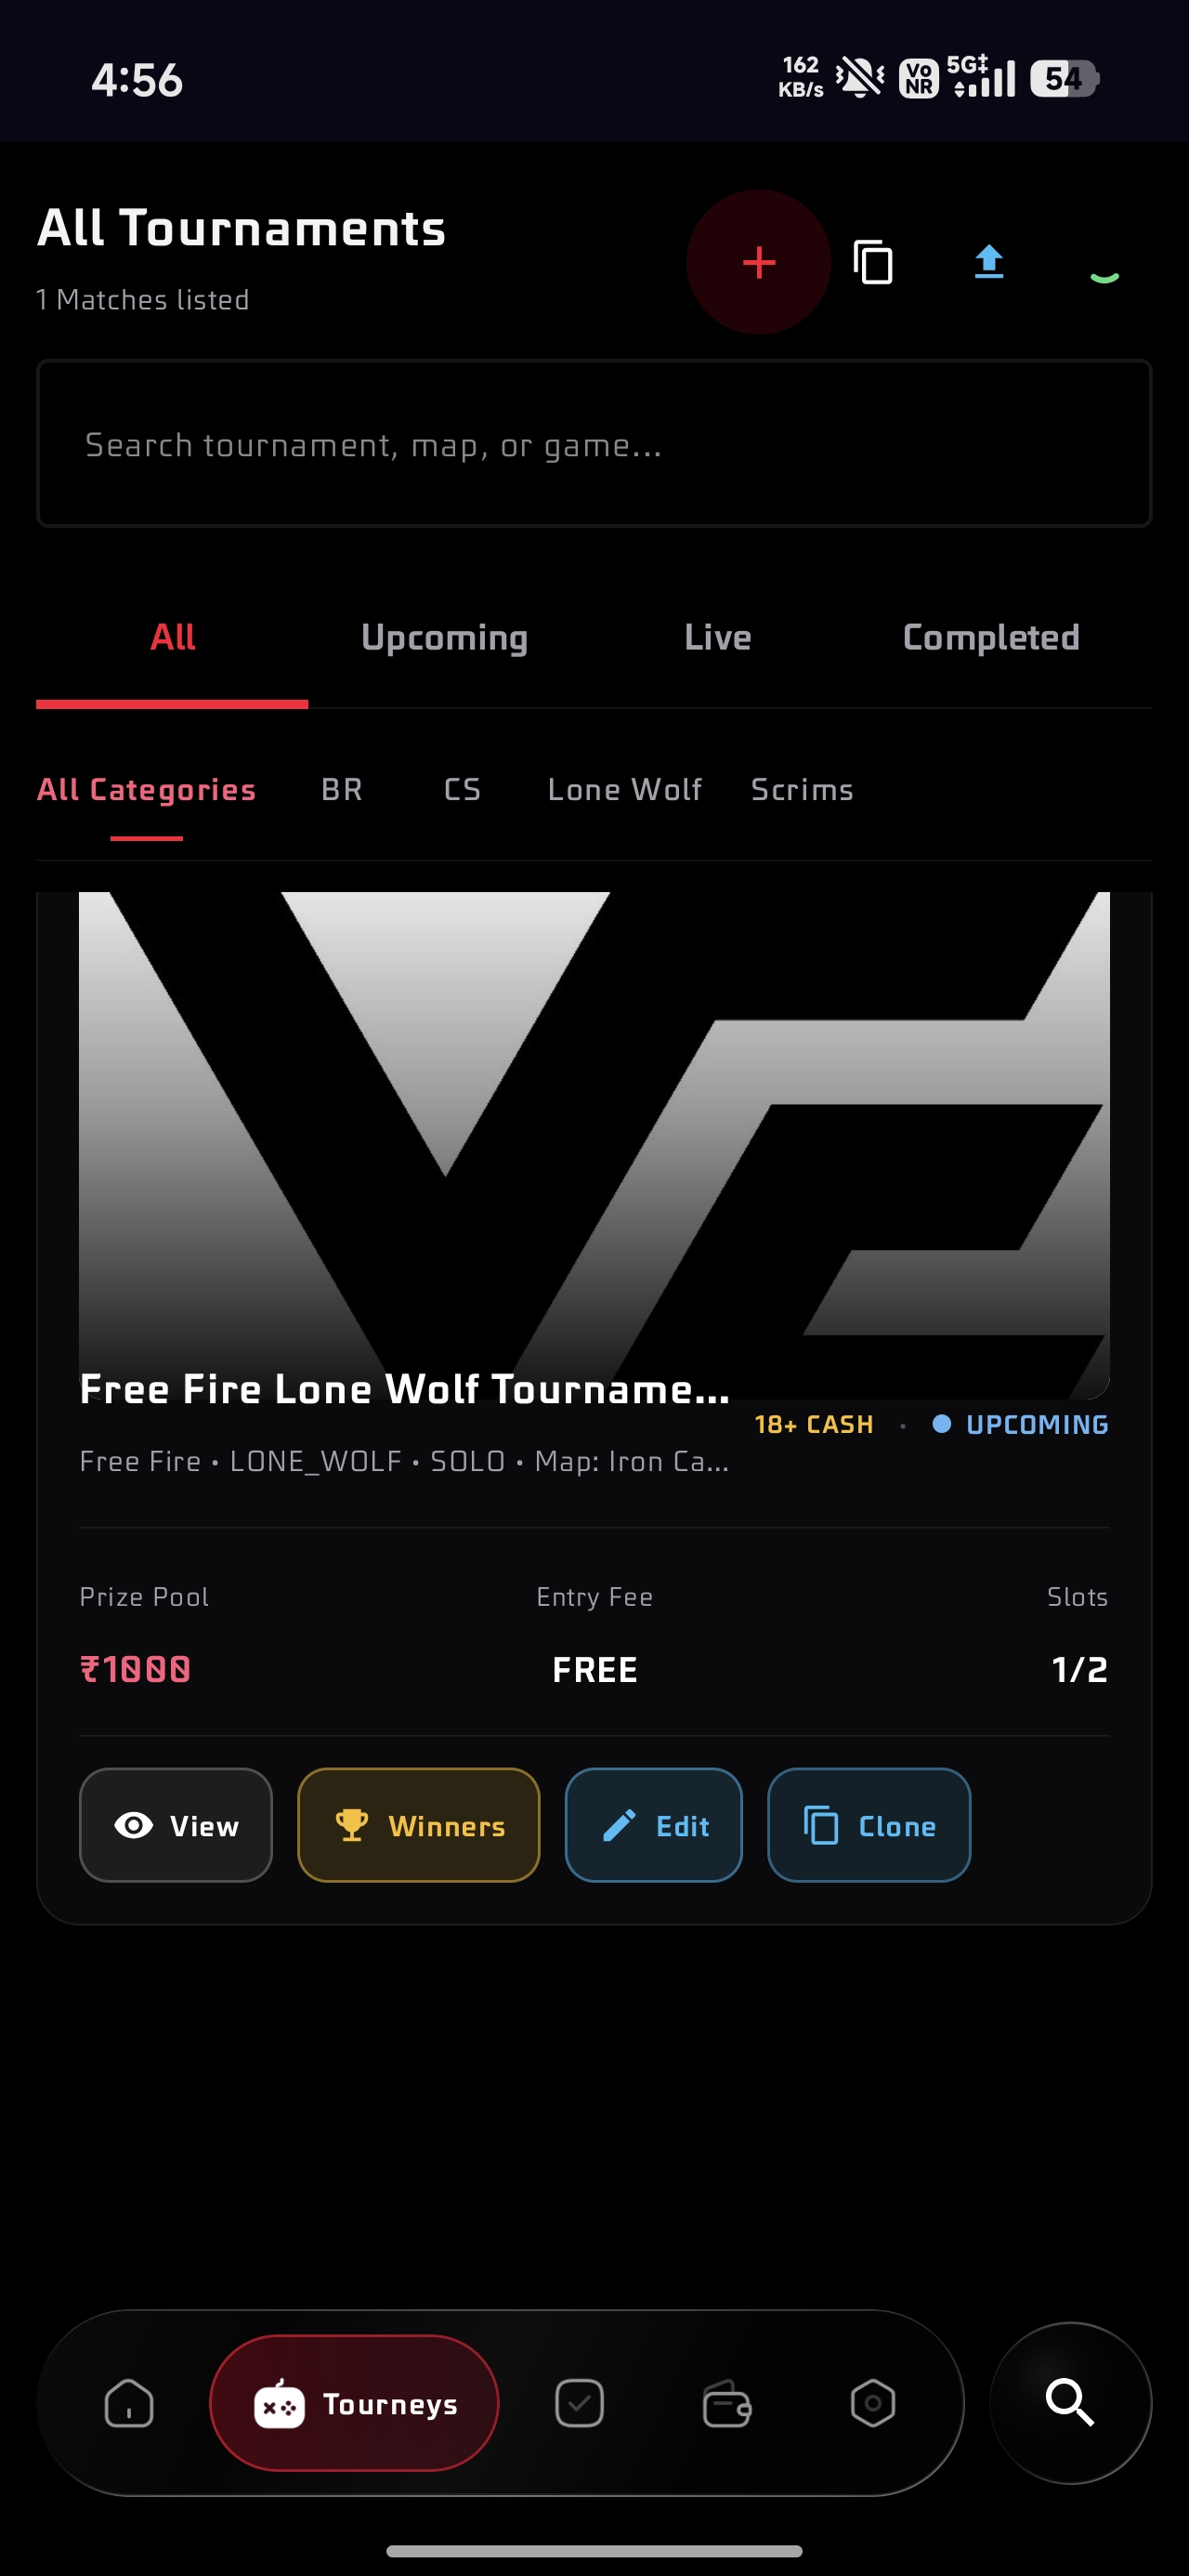 4:56
162
KB/s
Vo
NR
5G‡
54
All Tournaments
1 Matches listed
Search tournament, map, or game...
All Upcoming Live Completed
All Categories BR CS Lone Wolf Scrims
Free Fire Lone Wolf Tourname...
18+ CASH • UPCOMING
Free Fire • LONE_WOLF • SOLO • Map: Iron Ca...
Prize Pool Entry Fee Slots
₹1000 FREE 1/2
View Winners Edit Clone
Tourneys